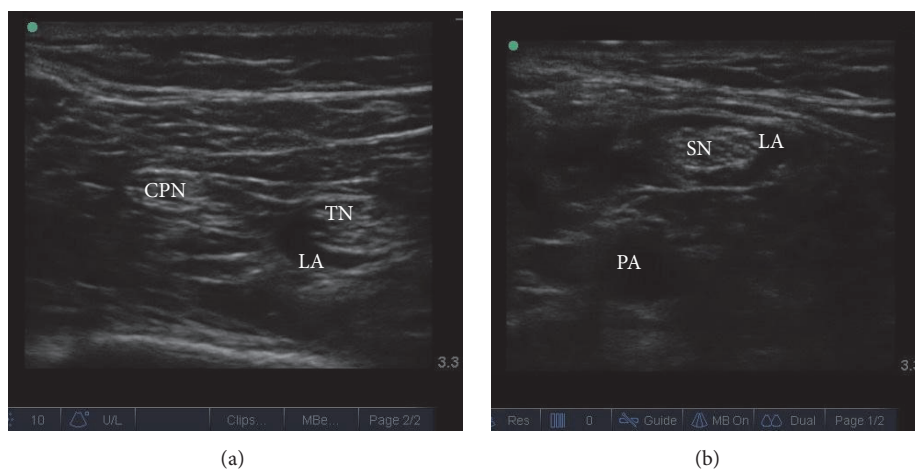 CPN
TN
LA
3.3
10 U/L Clips... MBe... Page 2/2
(a)
SN LA
PA
3.
Res 0 Guide MB On Dual Page 1/2
(b)